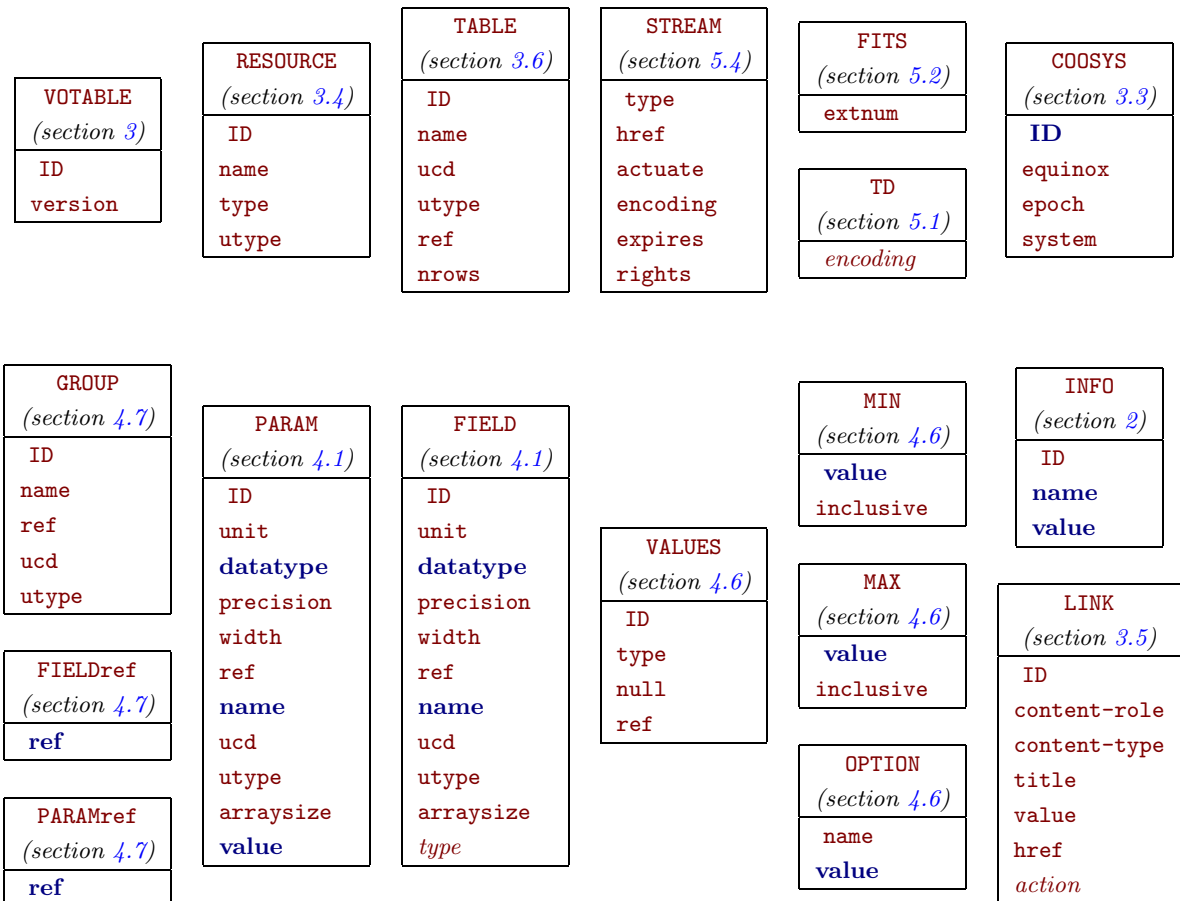 VOTABLE
(section 3)
ID
version
RESOURCE
(section 3.4)
ID
name
type
utype
TABLE
(section 3.6)
ID
name
ucd
utype
ref
nrows
STREAM
(section 5.4)
type
href
actuate
encoding
expires
rights
FITS
(section 5.2)
extnum
TD
(section 5.1)
encoding
COOSYS
(section 3.3)
ID
equinox
epoch
system
GROUP
(section 4.7)
ID
name
ref
ucd
utype
FIELDref
(section 4.7)
ref
PARAMref
(section 4.7)
ref
PARAM
(section 4.1)
ID
unit
datatype
precision
width
ref
name
ucd
utype
arraysize
value
FIELD
(section 4.1)
ID
unit
datatype
precision
width
ref
name
ucd
utype
arraysize
type
VALUES
(section 4.6)
ID
type
null
ref
MIN
(section 4.6)
value
inclusive
MAX
(section 4.6)
value
inclusive
OPTION
(section 4.6)
name
value
INFO
(section 2)
ID
name
value
LINK
(section 3.5)
ID
content-role
content-type
title
value
href
action